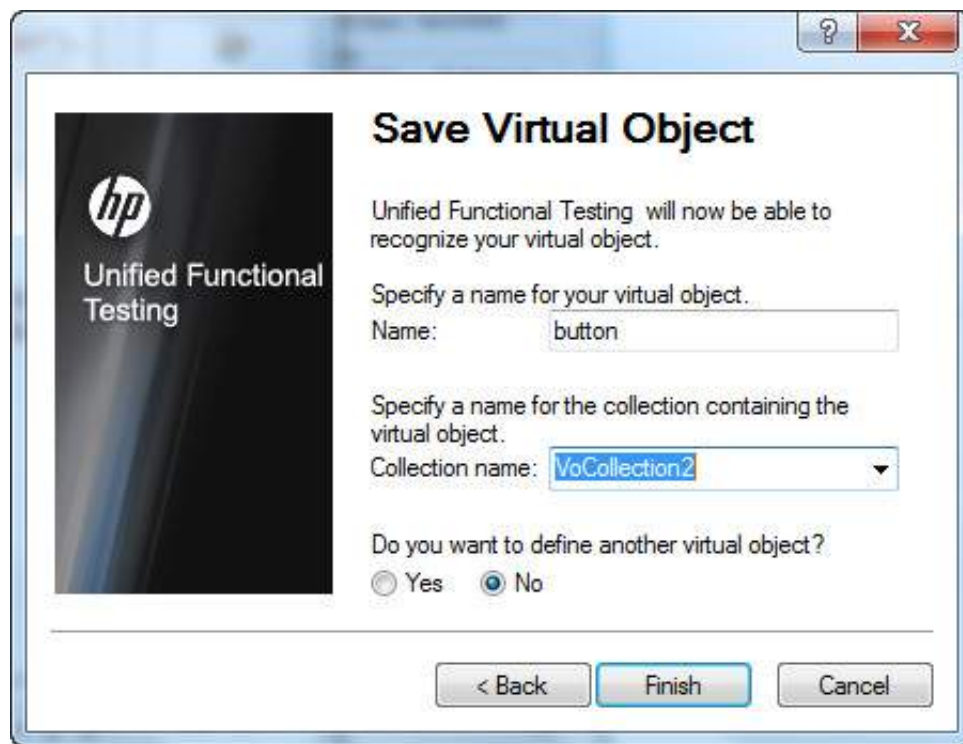 ?
X
Save Virtual Object
hp
Unified Functional
Testing
Unified Functional Testing will now be able to
recognize your virtual object.
Specify a name for your virtual object.
Name: button
Specify a name for the collection containing the
virtual object.
Collection name: VoCollection2
Do you want to define another virtual object?
Yes No
< Back Finish Cancel